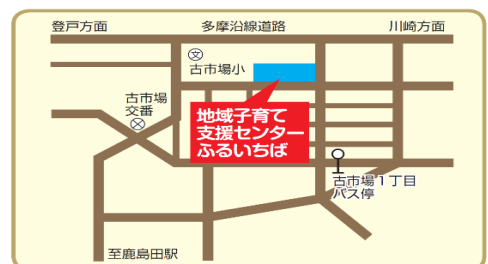 登戸方面
多摩沿線道路
川崎方面
文
古市場小
古市場
交番
地域子育て
支援センター
ふるいちば
古市場1丁目
バス停
至鹿島田駅